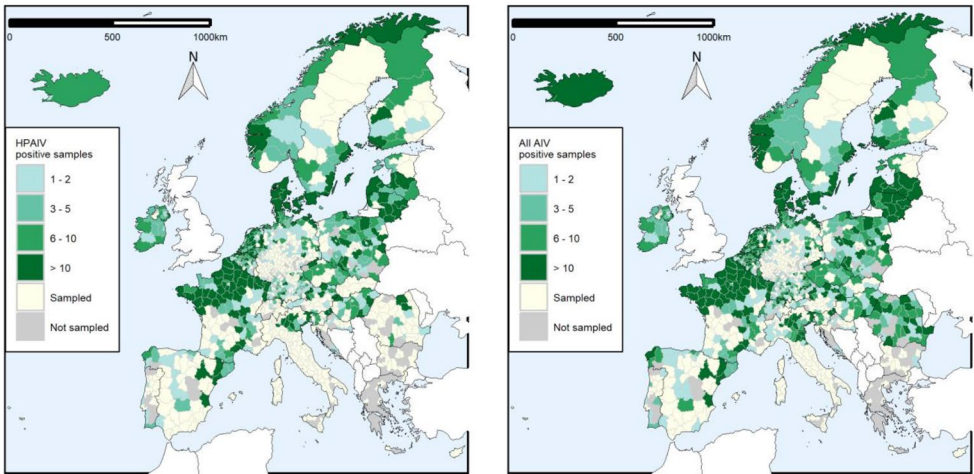 0 500 1000km
N
HPAIV
positive samples
1 - 2
3 - 5
6 - 10
> 10
Sampled
Not sampled
0 500 1000km
N
All AIV
positive samples
1 - 2
3 - 5
6 - 10
> 10
Sampled
Not sampled